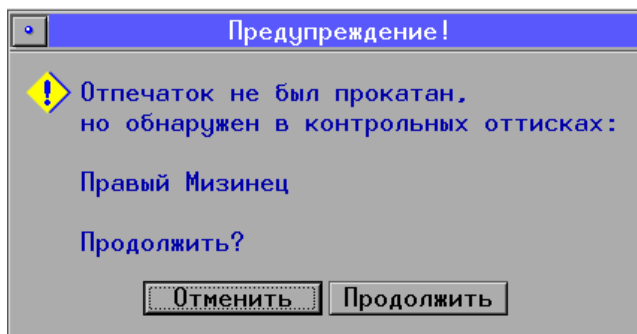 Предупреждение!
Отпечаток не был прокатан,
но обнаружен в контрольных оттисках:
Правый Мизинец
Продолжить?
Отменить Продолжить